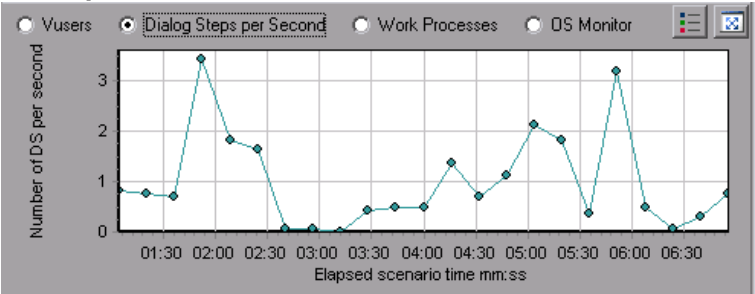 Vusers Dialog Steps per Second Work Processes OS Monitor
Number of DS per second
3
2
1
0
01:30 02:00 02:30 03:00 03:30 04:00 04:30 05:00 05:30 06:00 06:30
Elapsed scenario time mm:ss